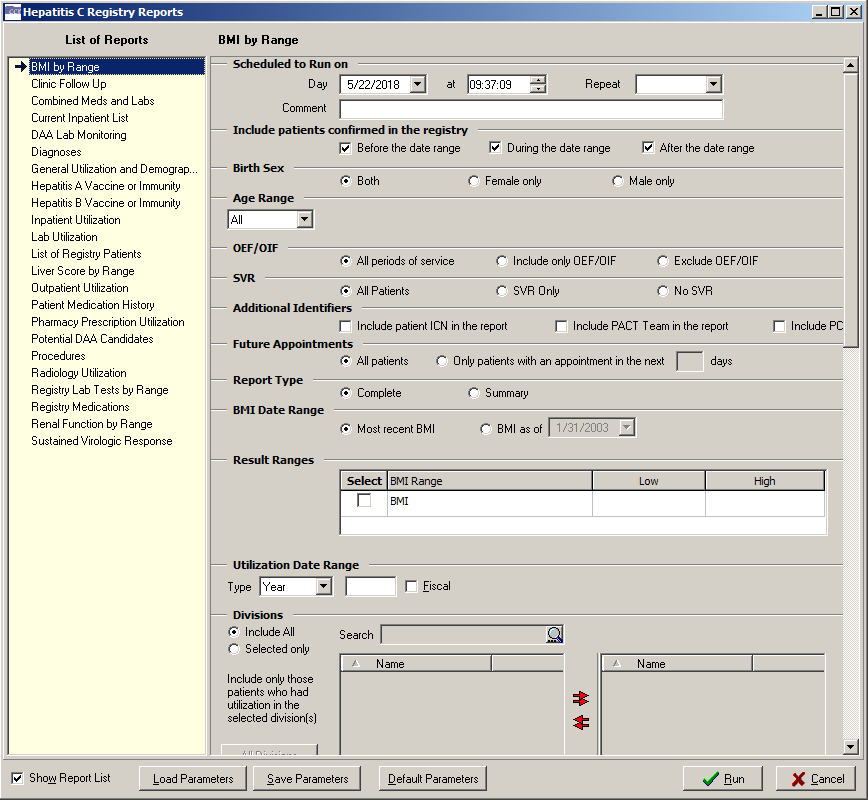 Hepatitis C Registry Reports
List of Reports
BMI by Range
Clinic Follow Up
Combined Meds and Labs
Current Inpatient List
DAA Lab Monitoring
Diagnoses
General Utilization and Demograp...
Hepatitis A Vaccine or Immunity
Hepatitis B Vaccine or Immunity
Inpatient Utilization
Lab Utilization
List of Registry Patients
Liver Score by Range
Outpatient Utilization
Patient Medication History
Pharmacy Prescription Utilization
Potential DAA Candidates
Procedures
Radiology Utilization
Registry Lab Tests by Range
Registry Medications
Renal Function by Range
Sustained Virologic Response
BMI by Range
Scheduled to Run on
Day 5/22/2018 at 09:37:09 Repeat
Comment
Include patients confirmed in the registry
Before the date range During the date range After the date range
Birth Sex
Both Female only Male only
Age Range
All
OEF/OIF
All periods of service Include only OEF/OIF Exclude OEF/OIF
SVR
All Patients SVR Only No SVR
Additional Identifiers
Include patient ICN in the report Include PACT Team in the report Include PC
Future Appointments
All patients Only patients with an appointment in the next days
Report Type
Complete Summary
BMI Date Range
Most recent BMI BMI as of 1/31/2003
Result Ranges
Select BMI Range Low High
BMI
Utilization Date Range
Type Year Fiscal
Divisions
Include All
Selected only
Search
Name Name
Include only those
patients who had
utilization in the
selected division(s)
All Divisions
Show Report List Load Parameters Save Parameters Default Parameters Run Cancel